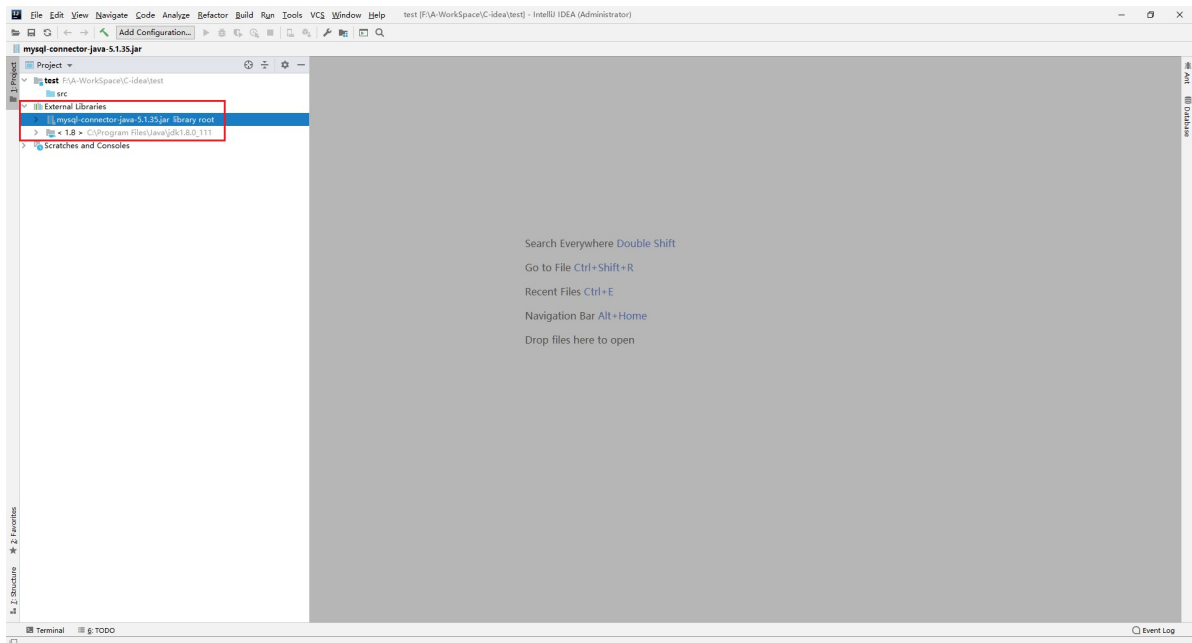 File Edit View Navigate Code Analyze Refactor Build Run Tools VCS Window Help test [F:\A-WorkSpace\C-idea\test] - IntelliJ IDEA (Administrator)
Add Configuration...
mysql-connector-java-5.1.35.jar
1: Project
Project
test F:\A-WorkSpace\C-idea\test
src
External Libraries
mysql-connector-java-5.1.35.jar library root
< 1.8 > C:\Program Files\Java\jdk1.8.0_111
Scratches and Consoles
Search Everywhere Double Shift
Go to File Ctrl+Shift+R
Recent Files Ctrl+E
Navigation Bar Alt+Home
Drop files here to open
Ant
Database
2: Favorites
7: Structure
Terminal 6: TODO Event Log